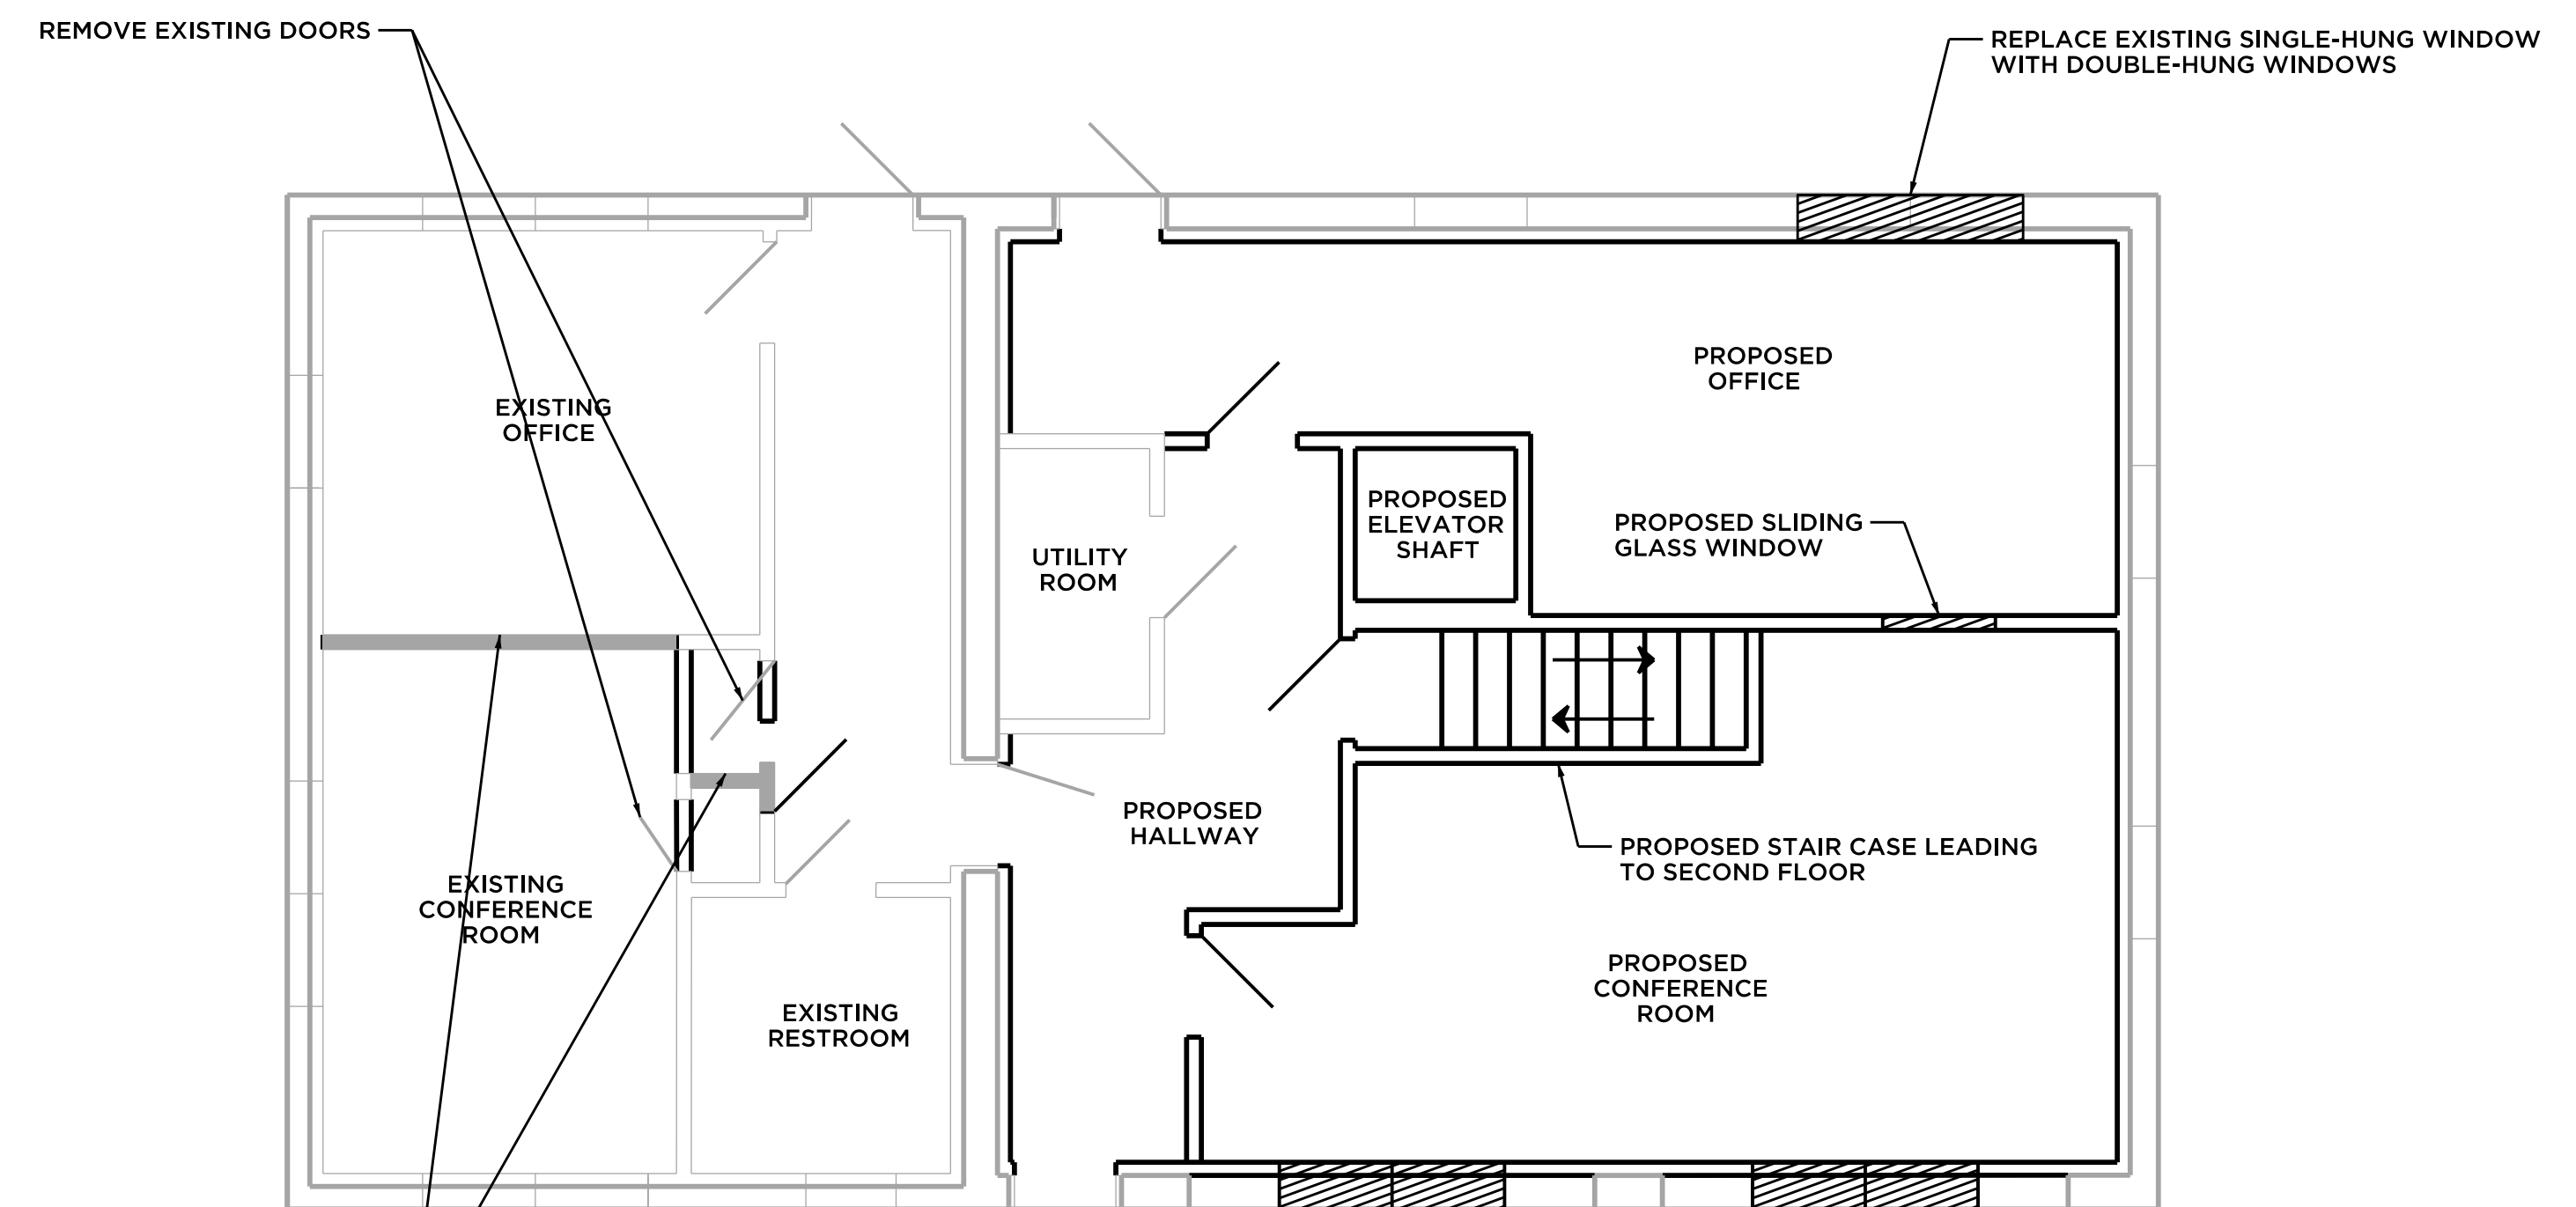 REMOVE EXISTING DOORS
REPLACE EXISTING SINGLE-HUNG WINDOW
WITH DOUBLE-HUNG WINDOWS
PROPOSED
OFFICE
EXISTING
OFFICE
PROPOSED
ELEVATOR
SHAFT
PROPOSED SLIDING
GLASS WINDOW
UTILITY
ROOM
PROPOSED
HALLWAY
PROPOSED STAIR CASE LEADING
TO SECOND FLOOR
EXISTING
CONFERENCE
ROOM
PROPOSED
CONFERENCE
ROOM
EXISTING
RESTROOM